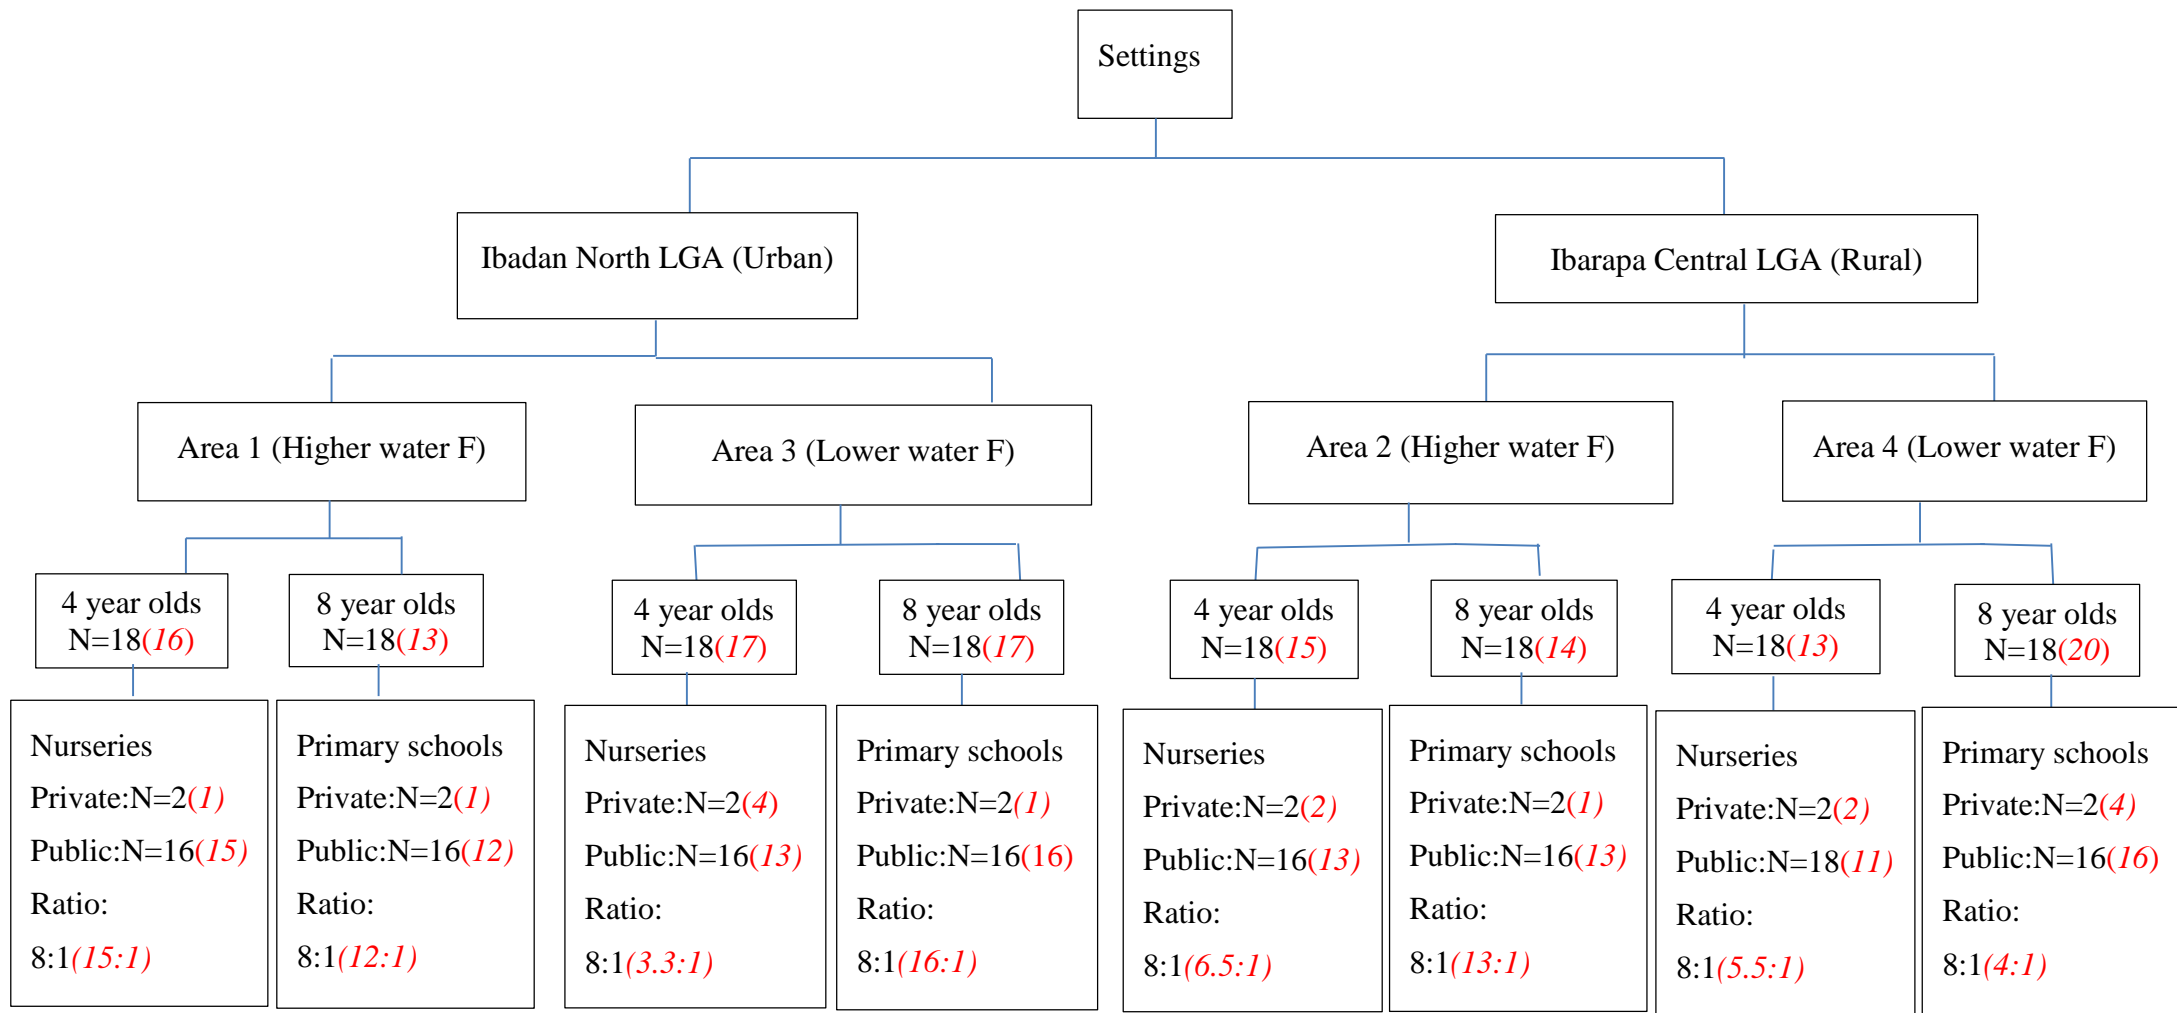 Settings
Ibadan North LGA (Urban)
Ibarapa Central LGA (Rural)
Area 1 (Higher water F)
Area 3 (Lower water F)
Area 2 (Higher water F)
Area 4 (Lower water F)
4 year olds
N=18(16)
8 year olds
N=18(13)
4 year olds
N=18(17)
8 year olds
N=18(17)
4 year olds
N=18(15)
8 year olds
N=18(14)
4 year olds
N=18(13)
8 year olds
N=18(20)
Nurseries
Private:N=2(1)
Public:N=16(15)
Ratio:
8:1(15:1)
Primary schools
Private:N=2(1)
Public:N=16(12)
Ratio:
8:1(12:1)
Nurseries
Private:N=2(4)
Public:N=16(13)
Ratio:
8:1(3.3:1)
Primary schools
Private:N=2(1)
Public:N=16(16)
Ratio:
8:1(16:1)
Nurseries
Private:N=2(2)
Public:N=16(13)
Ratio:
8:1(6.5:1)
Primary schools
Private:N=2(1)
Public:N=16(13)
Ratio:
8:1(13:1)
Nurseries
Private:N=2(2)
Public:N=18(11)
Ratio:
8:1(5.5:1)
Primary schools
Private:N=2(4)
Public:N=16(16)
Ratio:
8:1(4:1)